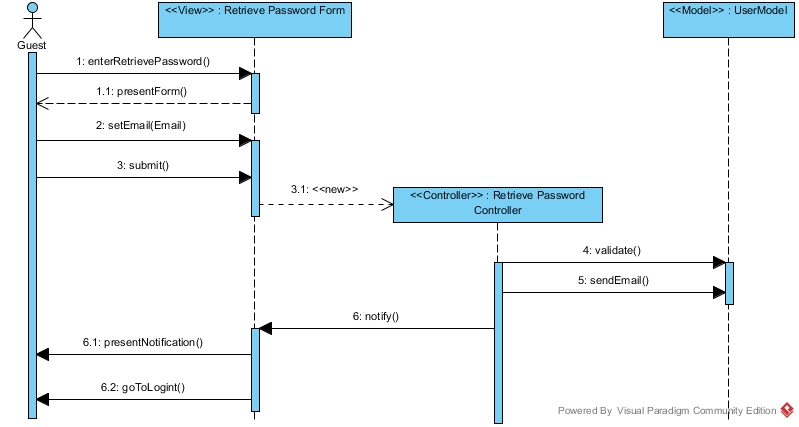 <<View>> : Retrieve Password Form
<<Model>> : UserModel
Guest
1: enterRetrievePassword()
1.1: presentForm()
2: setEmail(Email)
3: submit()
3.1: <<new>>
<<Controller>> : Retrieve Password
Controller
4: validate()
5: sendEmail()
6: notify()
6.1: presentNotification()
6.2: goToLogint()
Powered By Visual Paradigm Community Edition